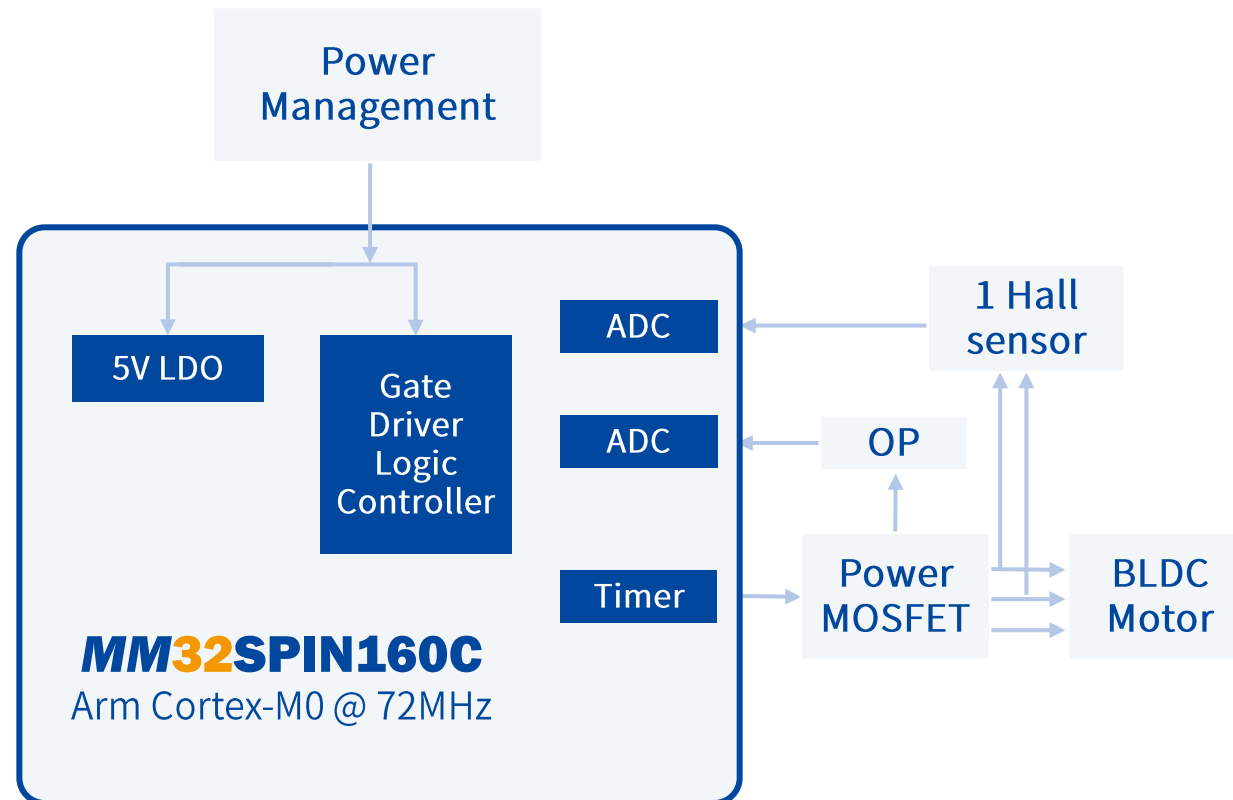 Power
Management
5V LDO
Gate
Driver
Logic
Controller
ADC
ADC
Timer
1 Hall
sensor
OP
Power
MOSFET
BLDC
Motor
MM32SPIN160C
Arm Cortex-M0 @ 72MHz